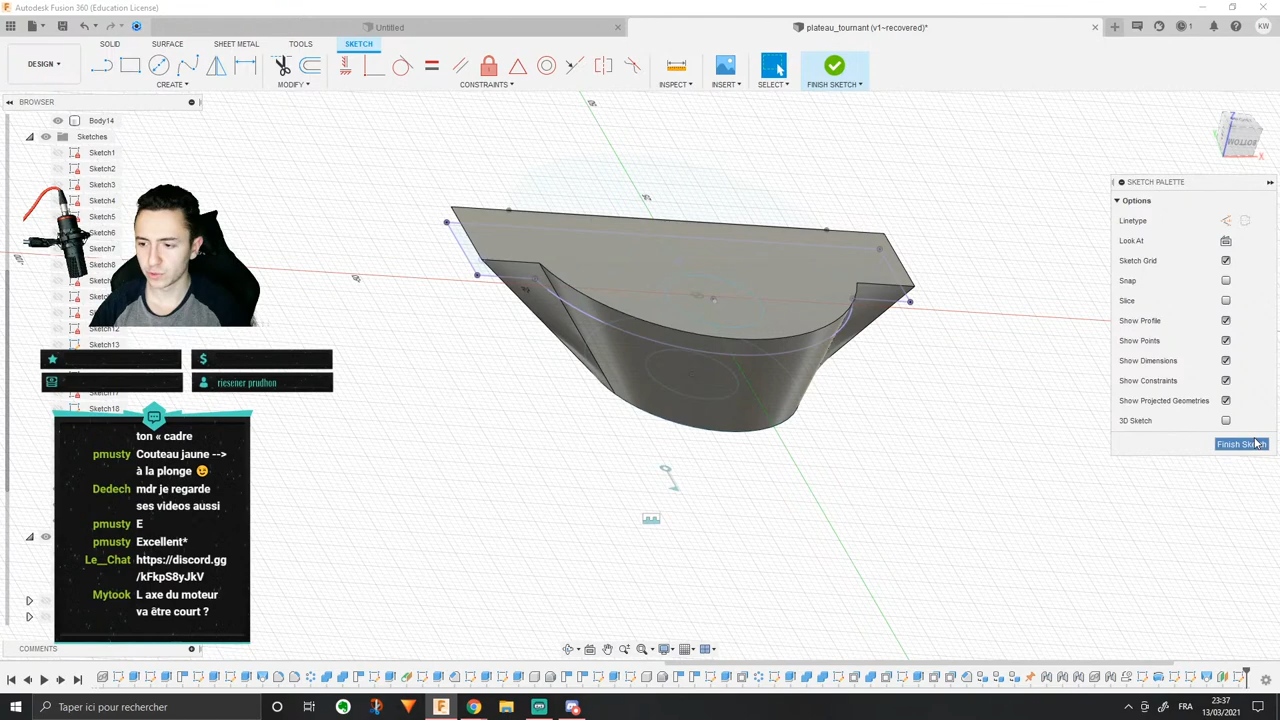 Autodesk Fusion 360 (Education License)
Untitled
plateau_tournant (v1~recovered)*
1
KW
DESIGN
SOLID
SURFACE
SHEET METAL
TOOLS
SKETCH
CREATE
MODIFY
CONSTRAINTS
INSPECT
INSERT
SELECT
FINISH SKETCH
BROWSER
Body14
Sketches
Sketch1
Sketch2
Sketch3
Sketch4
Sketch5
Sketch6
Sketch7
Sketch8
Sketch12
Sketch13
Sketch18
Z
X
BOTTOM
SKETCH PALETTE
Options
Linetype
Look At
Sketch Grid
Snap
Slice
Show Profile
Show Points
Show Dimensions
Show Constraints
Show Projected Geometries
3D Sketch
Finish Sketch
$
riesener prudhon
ton « cadre
pmusty Couteau jaune -->
à la plonge 😉
Dedech mdr je regarde
ses videos aussi
pmusty E
pmusty Excellent*
Le__Chat https://discord.gg
/kFkpS8yJkV
Mytook L axe du moteur
va être court ?
COMMENTS
Taper ici pour rechercher
FRA
23:37
13/03/2021